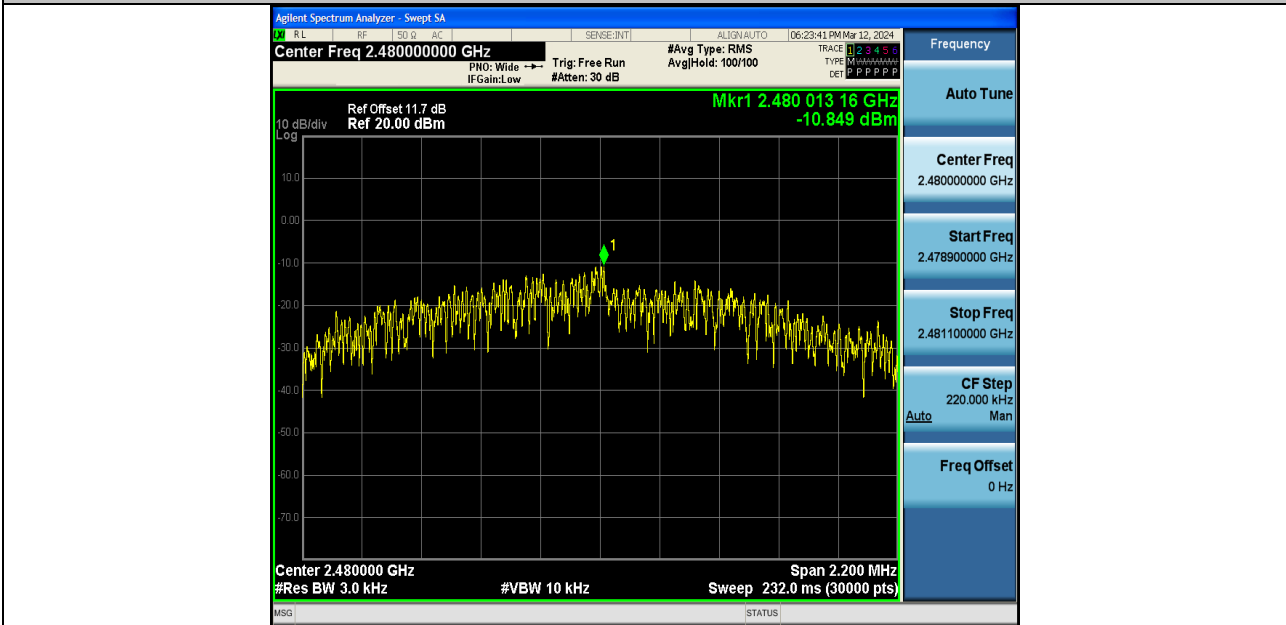 Agilent Spectrum Analyzer - Swept SA
RL RF 50 Ω AC SENSE:INT ALIGN AUTO 06:23:41 PM Mar 12, 2024
Center Freq 2.480000000 GHz #Avg Type: RMS TRACE 1 2 3 4 5 6
PNO: Wide Trig: Free Run Avg|Hold: 100/100 TYPE M WWWWW
IFGain:Low #Atten: 30 dB DET P P P P P P
Mkr1 2.480 013 16 GHz
-10.849 dBm
Ref Offset 11.7 dB
10 dB/div Ref 20.00 dBm
Log
10.0
0.00
1
-10.0
-20.0
-30.0
-40.0
-50.0
-60.0
-70.0
Center 2.480000 GHz Span 2.200 MHz
#Res BW 3.0 kHz #VBW 10 kHz Sweep 232.0 ms (30000 pts)
MSG STATUS
Frequency
Auto Tune
Center Freq
2.480000000 GHz
Start Freq
2.478900000 GHz
Stop Freq
2.481100000 GHz
CF Step
220.000 kHz
Auto Man
Freq Offset
0 Hz